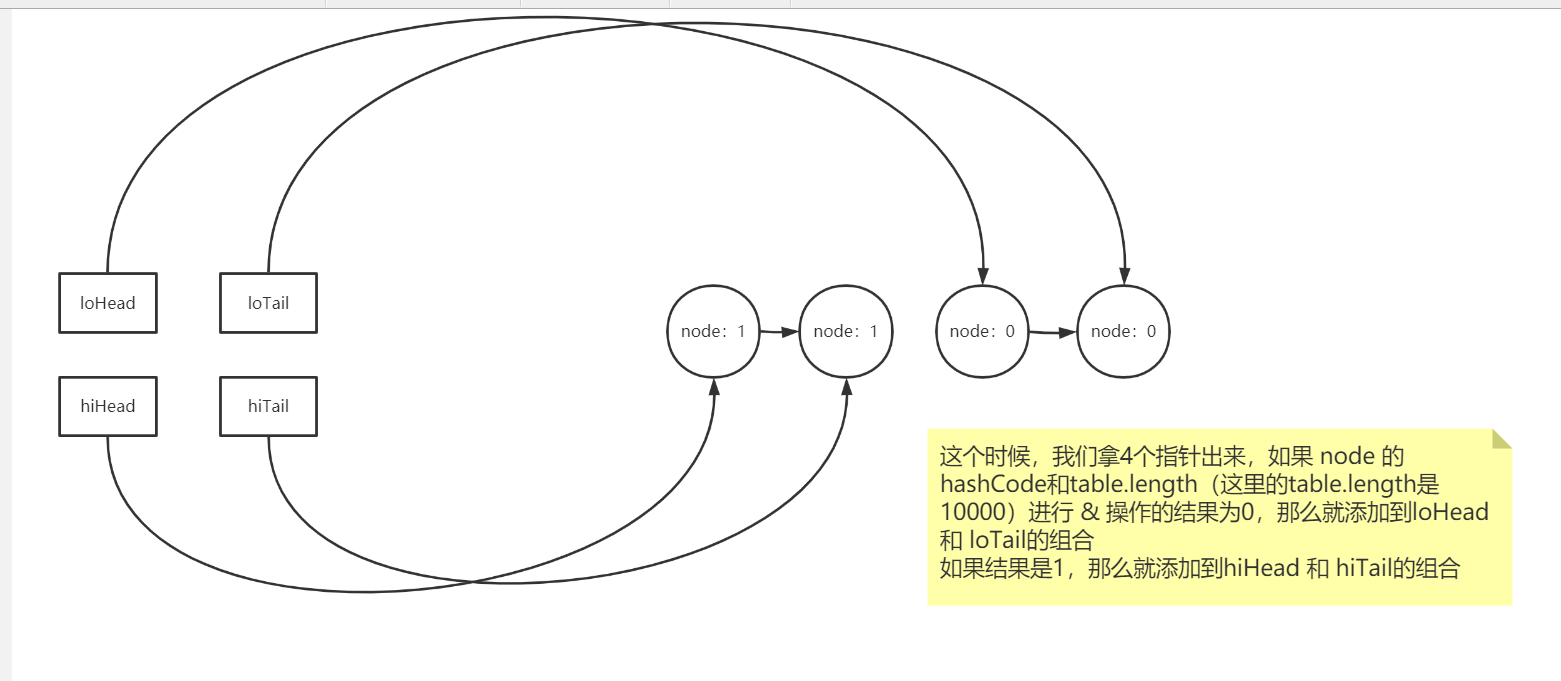 loHead
loTail
node：1
node：1
node：0
node：0
hiHead
hiTail
这个时候，我们拿4个指针出来，如果 node 的
hashCode和table.length（这里的table.length是
10000）进行 & 操作的结果为0，那么就添加到loHead
和 loTail的组合
如果结果是1，那么就添加到hiHead 和 hiTail的组合